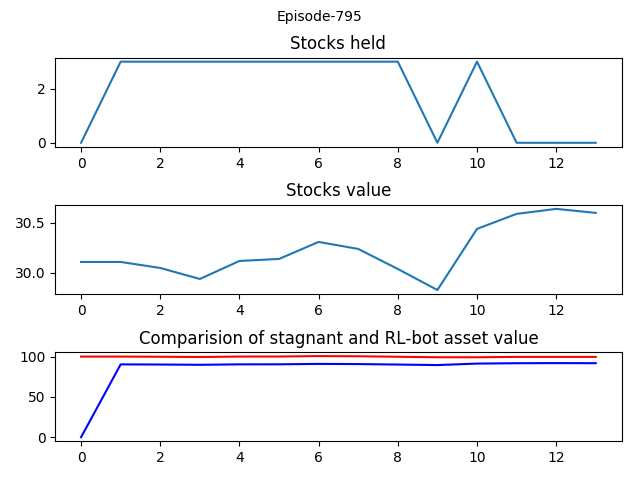 Episode-795
Stocks held
2
0
0 2 4 6 8 10 12
Stocks value
30.5
30.0
0 2 4 6 8 10 12
Comparision of stagnant and RL-bot asset value
100
50
0
0 2 4 6 8 10 12